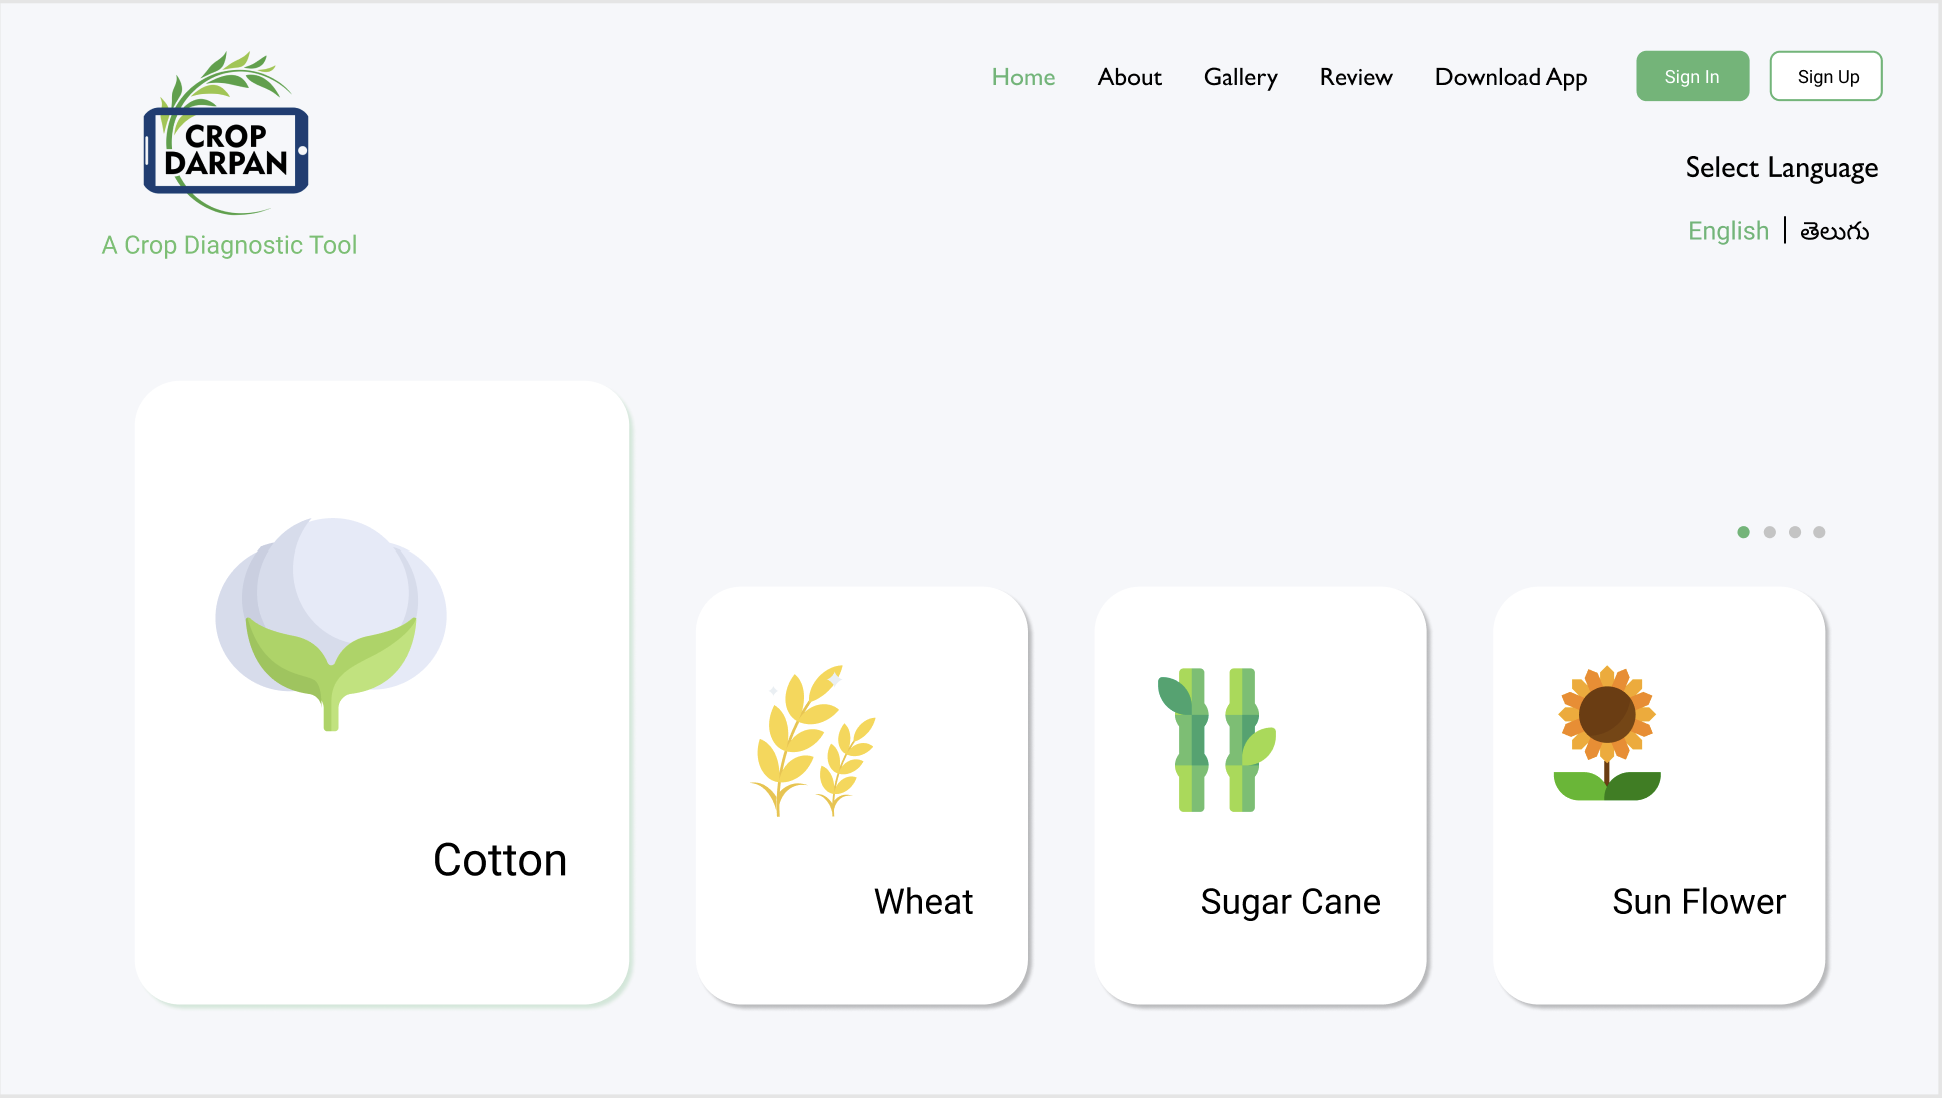 CROP
DARPAN
A Crop Diagnostic Tool
Home About Gallery Review Download App Sign In Sign Up
Select Language
English | తెలుగు
Cotton
Wheat
Sugar Cane
Sun Flower